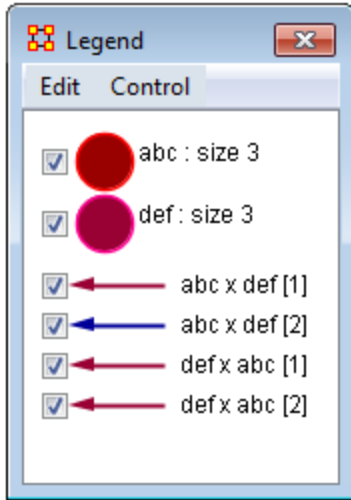 Legend
Edit Control
abc : size 3
def : size 3
abc x def [1]
abc x def [2]
def x abc [1]
def x abc [2]